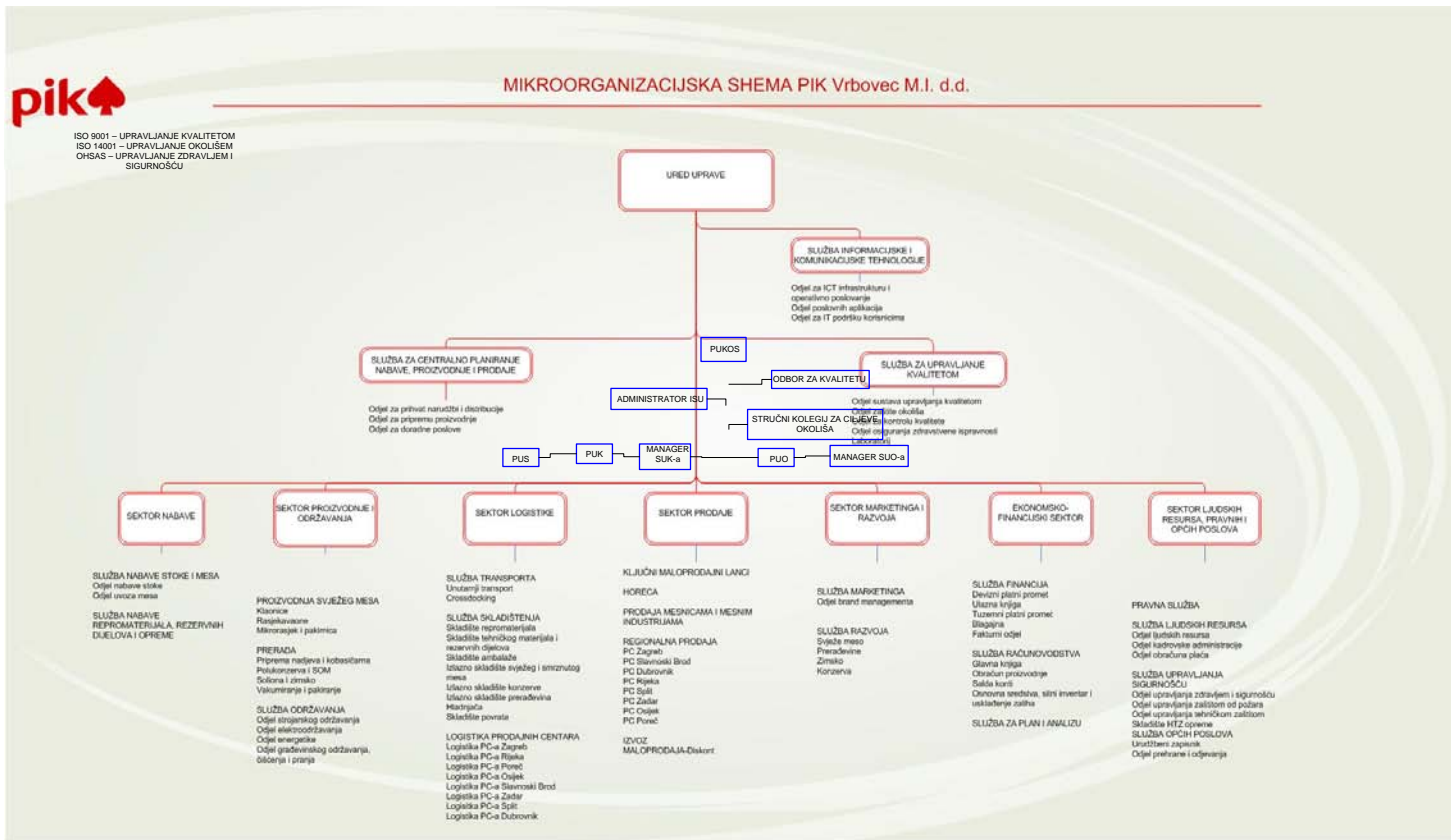 MIKROORGANIZACIJSKA SHEMA PIK Vrbovec M.I. d.d.
pik
ISO 9001 – UPRAVLJANJE KVALITETOM
ISO 14001 – UPRAVLJANJE OKOLIŠEM
OHSAS – UPRAVLJANJE ZDRAVLJEM I
SIGURNOŠĆU
URED UPRAVE
SLUŽBA INFORMACIJSKE I
KOMUNIKACIJSKE TEHNOLOGIJE
Odjel za ICT infrastrukturu i
operativno poslovanje
Odjel poslovnih aplikacija
Odjel za IT podršku korisnicima
SLUŽBA ZA CENTRALNO PLANIRANJE
NABAVE, PROIZVODNJE I PRODAJE
Odjel za prihvat narudžbi i distribucije
Odjel za pripremu proizvodnje
Odjel za doradne poslove
PUKOS
ODBOR ZA KVALITETU
ADMINISTRATOR ISU
STRUČNI KOLEGIJ ZA CILJEVE
OKOLIŠA
SLUŽBA ZA UPRAVLJANJE
KVALITETOM
Odjel sustava upravljanja kvalitetom
Odjel zaštite okoliša
Odjel za kontrolu kvalitete
Odjel osiguranja zdravstvene ispravnosti
Laboratorij
PUS
PUK
MANAGER
SUK-a
PUO
MANAGER SUO-a
SEKTOR NABAVE
SLUŽBA NABAVE STOKE I MESA
Odjel nabave stoke
Odjel uvoza mesa
SLUŽBA NABAVE
REPROMATERIJALA, REZERVNIH
DIJELOVA I OPREME
SEKTOR PROIZVODNJE I
ODRŽAVANJA
PROIZVODNJA SVJEŽEG MESA
Klaonice
Rasjekavaone
Mikrorasjek i pakirnica
PRERADA
Priprema nadjeva i kobasičarna
Polukonzerva i SOM
Soliona i zimsko
Vakumiranje i pakiranje
SLUŽBA ODRŽAVANJA
Odjel strojarskog održavanja
Odjel elektroodržavanja
Odjel energetike
Odjel građevinskog održavanja,
čišćenja i pranja
SEKTOR LOGISTIKE
SLUŽBA TRANSPORTA
Unutarnji transport
Crossdocking
SLUŽBA SKLADIŠTENJA
Skladište repromaterijala
Skladište tehničkog materijala i
rezervnih dijelova
Skladište ambalaže
Izlazno skladište svježeg i smrznutog
mesa
Izlazno skladište konzerve
Izlazno skladište prerađevina
Hladnjača
Skladište povrata
LOGISTIKA PRODAJNIH CENTARA
Logistika PC-a Zagreb
Logistika PC-a Rijeka
Logistika PC-a Poreč
Logistika PC-a Osijek
Logistika PC-a Slavnoski Brod
Logistika PC-a Zadar
Logistika PC-a Split
Logistika PC-a Dubrovnik
SEKTOR PRODAJE
KLJUČNI MALOPRODAJNI LANCI
HORECA
PRODAJA MESNICAMA I MESNIM
INDUSTRIJAMA
REGIONALNA PRODAJA
PC Zagreb
PC Slavnoski Brod
PC Dubrovnik
PC Rijeka
PC Split
PC Zadar
PC Osijek
PC Poreč
IZVOZ
MALOPRODAJA-Diskont
SEKTOR MARKETINGA I
RAZVOJA
SLUŽBA MARKETINGA
Odjel brand managementa
SLUŽBA RAZVOJA
Svježe meso
Prerađevine
Zimsko
Konzerva
EKONOMSKO-
FINANCIJSKI SEKTOR
SLUŽBA FINANCIJA
Devizni platni promet
Ulazna knjiga
Tuzemni platni promet
Blagajna
Fakturni odjel
SLUŽBA RAČUNOVODSTVA
Glavna knjiga
Obračun proizvodnje
Salda konti
Osnovna sredstva, sitni inventar i
usklađenje zaliha
SLUŽBA ZA PLAN I ANALIZU
SEKTOR LJUDSKIH
RESURSA, PRAVNIH I
OPĆIH POSLOVA
PRAVNA SLUŽBA
SLUŽBA LJUDSKIH RESURSA
Odjel ljudskih resursa
Odjel kadrovske administracije
Odjel obračuna plaća
SLUŽBA UPRAVLJANJA
SIGURNOŠĆU
Odjel upravljanja zdravljem i sigurnošću
Odjel upravljanja zaštitom od požara
Odjel upravljanja tehničkom zaštitom
Skladište HTZ opreme
SLUŽBA OPĆIH POSLOVA
Urudžbeni zapisnik
Odjel prehrane i odjevanja